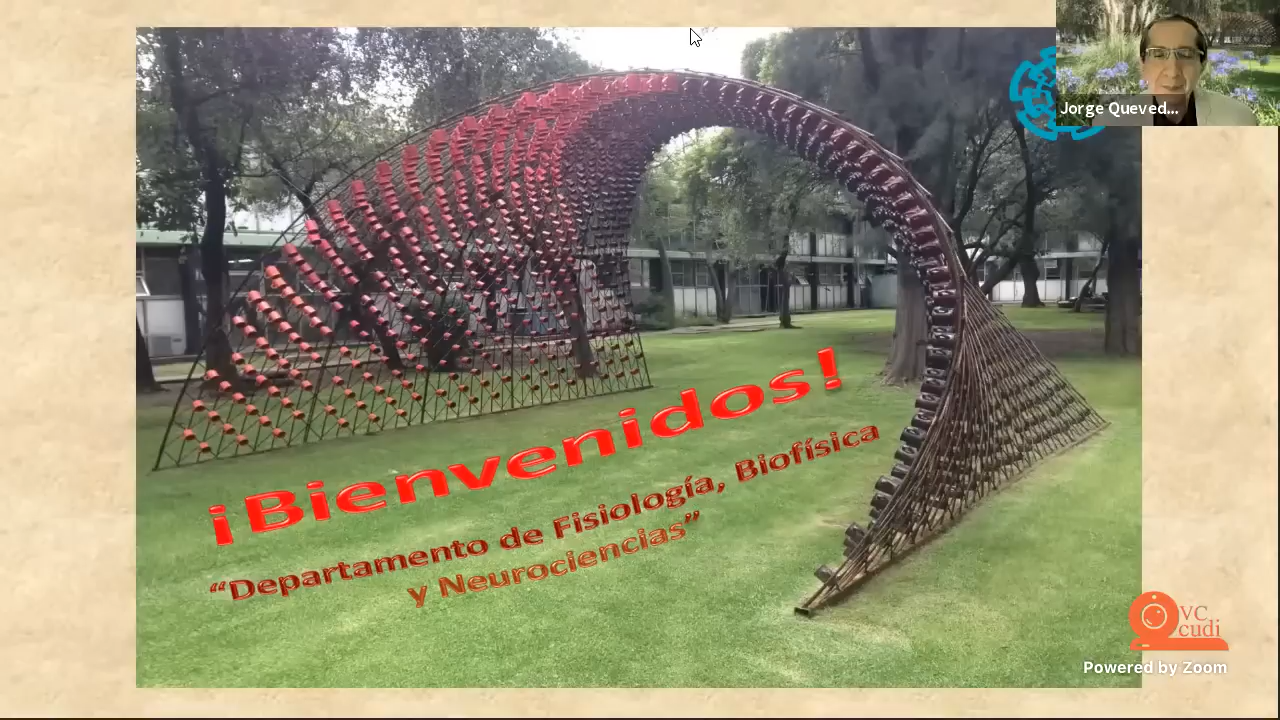 Jorge Queved...
¡Bienvenidos!
“Departamento de Fisiología, Biofísica
y Neurociencias”
VC
cudi
Powered by Zoom